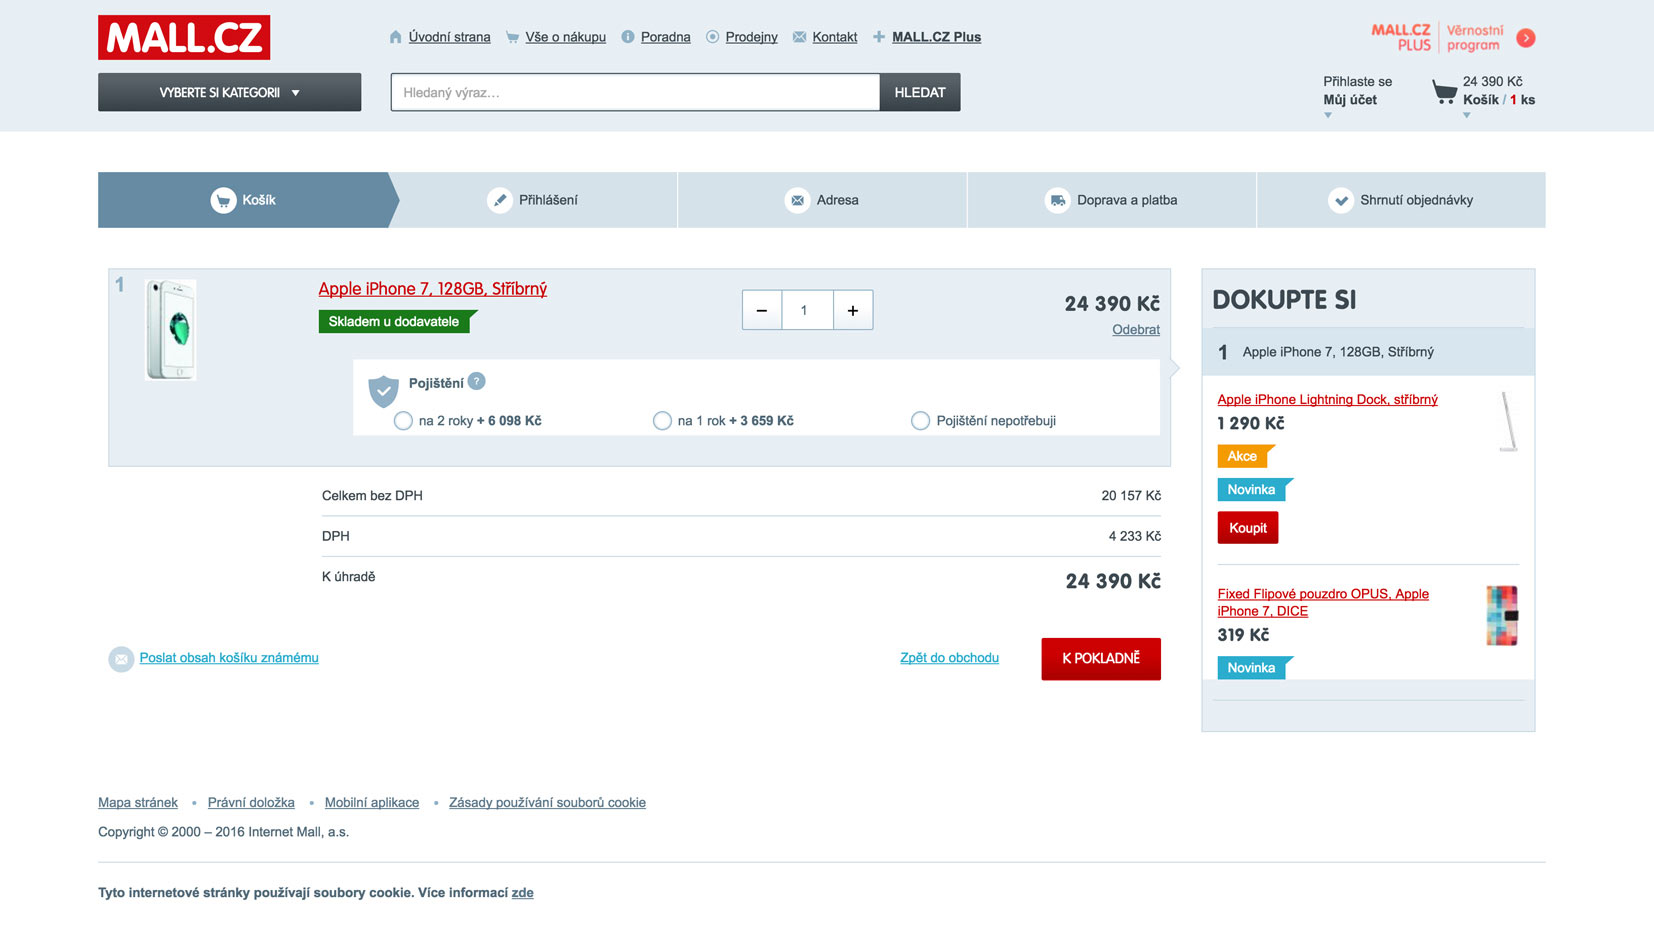 MALL.CZ
Úvodní strana
Vše o nákupu
Poradna
Prodejny
Kontakt
MALL.CZ Plus
MALL.CZ PLUS
Věrnostní program
VYBERTE SI KATEGORII
Hledaný výraz...
HLEDAT
Přihlaste se
Můj účet
24 390 Kč
Košík / 1 ks
Košík
Přihlášení
Adresa
Doprava a platba
Shrnutí objednávky
1
Apple iPhone 7, 128GB, Stříbrný
Skladem u dodavatele
− 1 +
24 390 Kč
Odebrat
Pojištění ?
na 2 roky + 6 098 Kč
na 1 rok + 3 659 Kč
Pojištění nepotřebuji
Celkem bez DPH 20 157 Kč
DPH 4 233 Kč
K úhradě 24 390 Kč
Poslat obsah košíku známému
Zpět do obchodu
K POKLADNĚ
DOKUPTE SI
1 Apple iPhone 7, 128GB, Stříbrný
Apple iPhone Lightning Dock, stříbrný
1 290 Kč
Akce
Novinka
Koupit
Fixed Flipové pouzdro OPUS, Apple
iPhone 7, DICE
319 Kč
Novinka
Mapa stránek
Právní doložka
Mobilní aplikace
Zásady používání souborů cookie
Copyright © 2000 – 2016 Internet Mall, a.s.
Tyto internetové stránky používají soubory cookie. Více informací zde